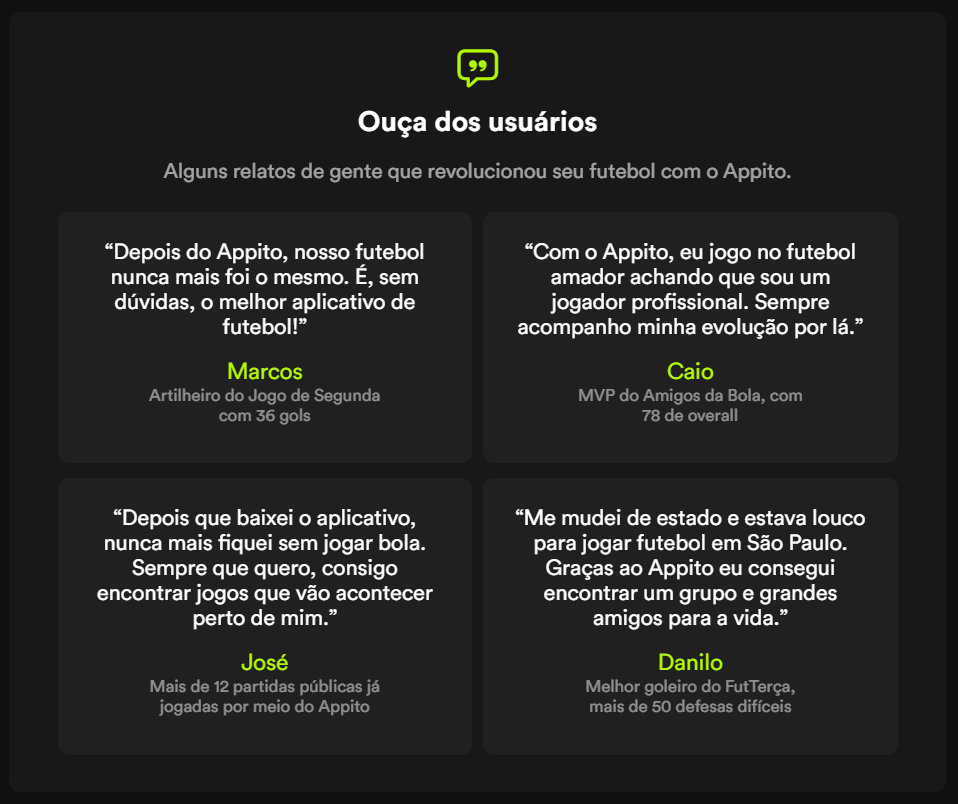 Ouça dos usuários
Alguns relatos de gente que revolucionou seu futebol com o Appito.
“Depois do Appito, nosso futebol
nunca mais foi o mesmo. É, sem
dúvidas, o melhor aplicativo de
futebol!”
Marcos
Artilheiro do Jogo de Segunda
com 36 gols
“Com o Appito, eu jogo no futebol
amador achando que sou um
jogador profissional. Sempre
acompanho minha evolução por lá.”
Caio
MVP do Amigos da Bola, com
78 de overall
“Depois que baixei o aplicativo,
nunca mais fiquei sem jogar bola.
Sempre que quero, consigo
encontrar jogos que vão acontecer
perto de mim.”
José
Mais de 12 partidas públicas já
jogadas por meio do Appito
“Me mudei de estado e estava louco
para jogar futebol em São Paulo.
Graças ao Appito eu consegui
encontrar um grupo e grandes
amigos para a vida.”
Danilo
Melhor goleiro do FutTerça,
mais de 50 defesas difíceis